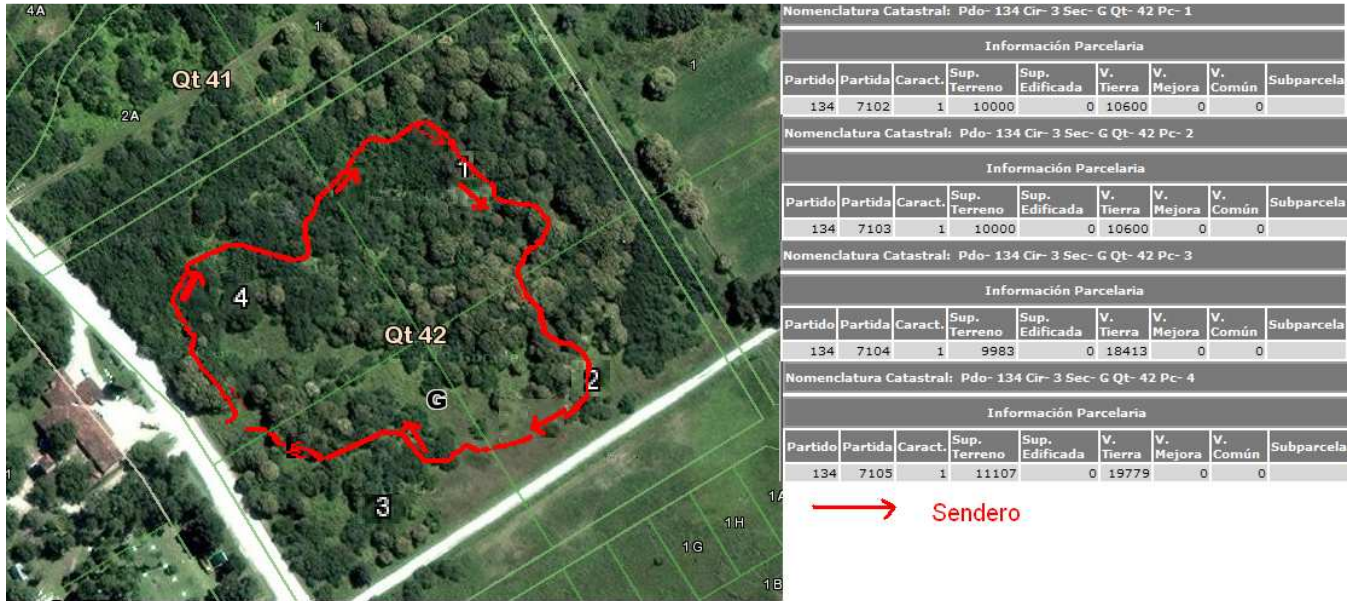 4A
1
Qt 41
1
2A
1
4
Qt 42
2
G
3
1
1A
1H
1G
1B
Nomenclatura Catastral: Pdo- 134 Cir- 3 Sec- G Qt- 42 Pc- 1
Información Parcelaria
Partido Partida Caract. Sup. Terreno Sup. Edificada V. Tierra V. Mejora V. Común Subparcela
134 7102 1 10000 0 10600 0 0
Nomenclatura Catastral: Pdo- 134 Cir- 3 Sec- G Qt- 42 Pc- 2
Información Parcelaria
Partido Partida Caract. Sup. Terreno Sup. Edificada V. Tierra V. Mejora V. Común Subparcela
134 7103 1 10000 0 10600 0 0
Nomenclatura Catastral: Pdo- 134 Cir- 3 Sec- G Qt- 42 Pc- 3
Información Parcelaria
Partido Partida Caract. Sup. Terreno Sup. Edificada V. Tierra V. Mejora V. Común Subparcela
134 7104 1 9983 0 18413 0 0
Nomenclatura Catastral: Pdo- 134 Cir- 3 Sec- G Qt- 42 Pc- 4
Información Parcelaria
Partido Partida Caract. Sup. Terreno Sup. Edificada V. Tierra V. Mejora V. Común Subparcela
134 7105 1 11107 0 19779 0 0
Sendero